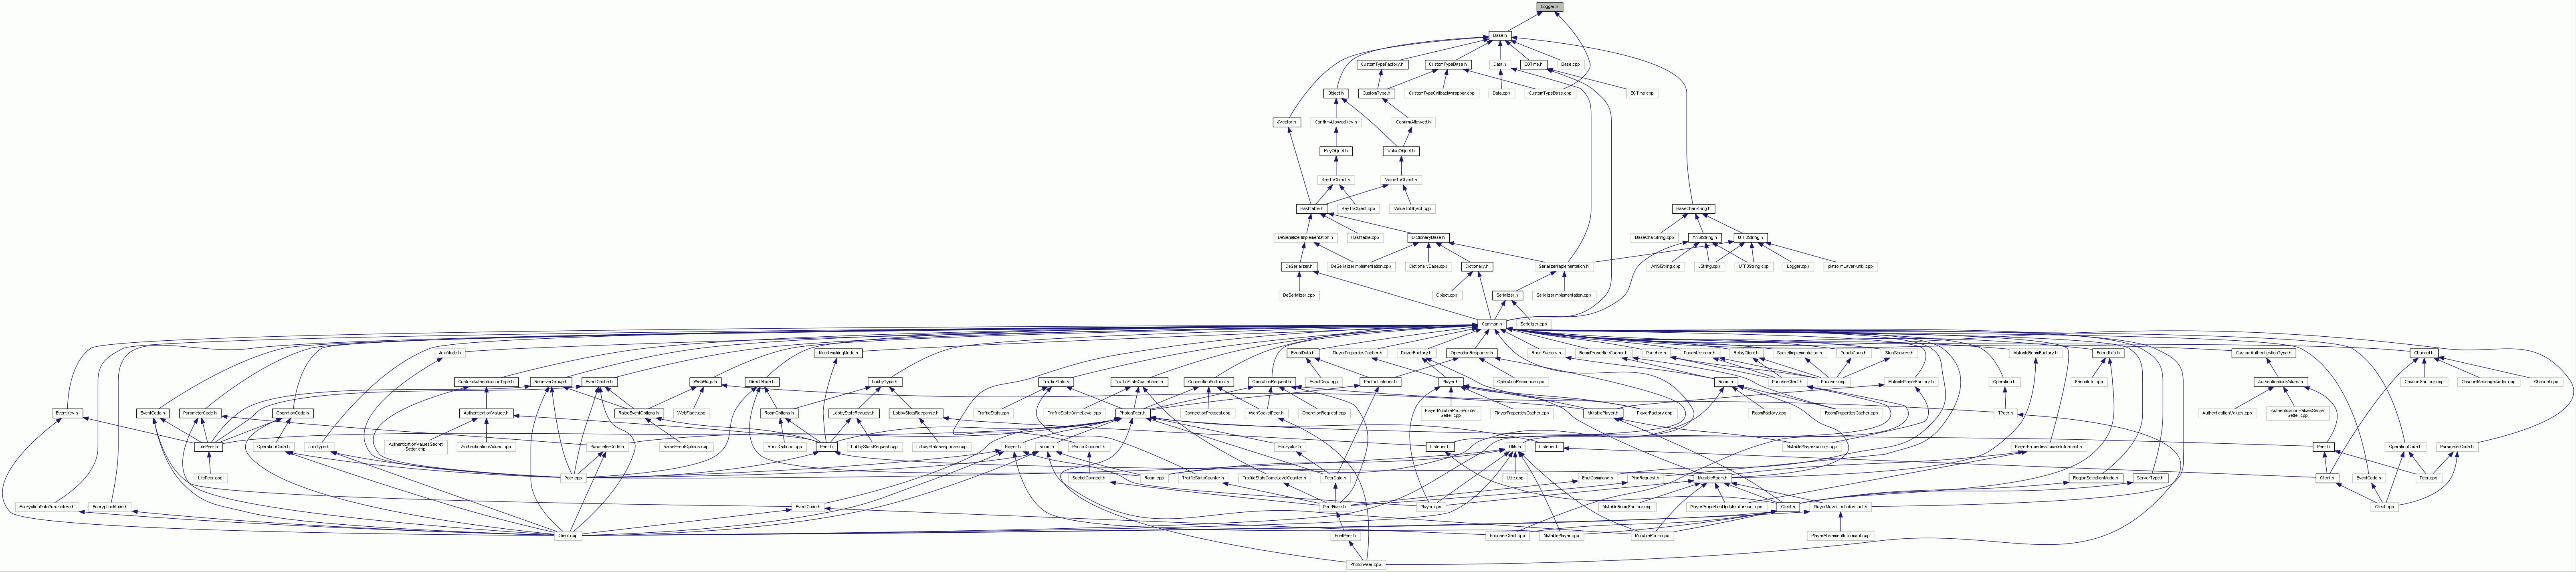 Logger.h
Base.h
CustomTypeFactory.h
CustomTypeBase.h
Data.h
EGTime.h
Base.cpp
Object.h
CustomType.h
CustomTypeCallbackWrapper.cpp
Data.cpp
CustomTypeBase.cpp
EGTime.cpp
JVector.h
ConfirmAllowedKey.h
ConfirmAllowed.h
KeyObject.h
ValueObject.h
KeyToObject.h
ValueToObject.h
Hashtable.h
KeyToObject.cpp
ValueToObject.cpp
BaseCharString.h
DeSerializerImplementation.h
Hashtable.cpp
DictionaryBase.h
BaseCharString.cpp
ANSIString.h
UTF8String.h
DeSerializer.h
DeSerializerImplementation.cpp
DictionaryBase.cpp
Dictionary.h
SerializerImplementation.h
ANSIString.cpp
JString.cpp
UTF8String.cpp
Logger.cpp
platformLayer-unix.cpp
DeSerializer.cpp
Object.cpp
Serializer.h
SerializerImplementation.cpp
Common.h
Serializer.cpp
JoinMode.h
MatchmakingMode.h
EventData.h
PlayerPropertiesCacher.h
PlayerFactory.h
OperationResponse.h
RoomFactory.h
RoomPropertiesCacher.h
Puncher.h
PunchListener.h
RelayClient.h
SocketImplementation.h
PunchConn.h
StunServers.h
MutableRoomFactory.h
FriendInfo.h
CustomAuthenticationType.h
Channel.h
CustomAuthenticationType.h
ReceiverGroup.h
EventCache.h
WebFlags.h
DirectMode.h
LobbyType.h
TrafficStats.h
TrafficStatsGameLevel.h
ConnectionProtocol.h
OperationRequest.h
EventData.cpp
PhotonListener.h
Player.h
OperationResponse.cpp
Room.h
PuncherClient.h
Puncher.cpp
MutablePlayerFactory.h
Operation.h
FriendInfo.cpp
AuthenticationValues.h
ChannelFactory.cpp
ChannelMessageAdder.cpp
Channel.cpp
EventKey.h
EventCode.h
ParameterCode.h
OperationCode.h
AuthenticationValues.h
RaiseEventOptions.h
WebFlags.cpp
RoomOptions.h
LobbyStatsRequest.h
LobbyStatsResponse.h
TrafficStats.cpp
TrafficStatsGameLevel.cpp
PhotonPeer.h
ConnectionProtocol.cpp
WebSocketPeer.h
OperationRequest.cpp
PlayerMutableRoomPointer
Setter.cpp
PlayerPropertiesCacher.cpp
MutablePlayer.h
PlayerFactory.cpp
RoomFactory.cpp
RoomPropertiesCacher.cpp
TPeer.h
AuthenticationValues.cpp
AuthenticationValuesSecret
Setter.cpp
LitePeer.h
OperationCode.h
JoinType.h
AuthenticationValuesSecret
Setter.cpp
AuthenticationValues.cpp
ParameterCode.h
RaiseEventOptions.cpp
RoomOptions.cpp
Peer.h
LobbyStatsRequest.cpp
LobbyStatsResponse.cpp
Player.h
Room.h
PhotonConnect.h
Encryptor.h
Listener.h
Utils.h
Listener.h
MutablePlayerFactory.cpp
PlayerPropertiesUpdateInformant.h
Peer.h
OperationCode.h
ParameterCode.h
LitePeer.cpp
Peer.cpp
SocketConnect.h
Room.cpp
TrafficStatsCounter.h
TrafficStatsGameLevelCounter.h
PeerData.h
Utils.cpp
EnetCommand.h
PingRequest.h
MutableRoom.h
RegionSelectionMode.h
ServerType.h
Client.h
EventCode.h
Peer.cpp
EncryptionDataParameters.h
EncryptionMode.h
EventCode.h
PeerBase.h
Player.cpp
MutableRoomFactory.cpp
PlayerPropertiesUpdateInformant.cpp
Client.h
PlayerMovementInformant.h
Client.cpp
Client.cpp
EnetPeer.h
PuncherClient.cpp
MutablePlayer.cpp
MutableRoom.cpp
PlayerMovementInformant.cpp
PhotonPeer.cpp